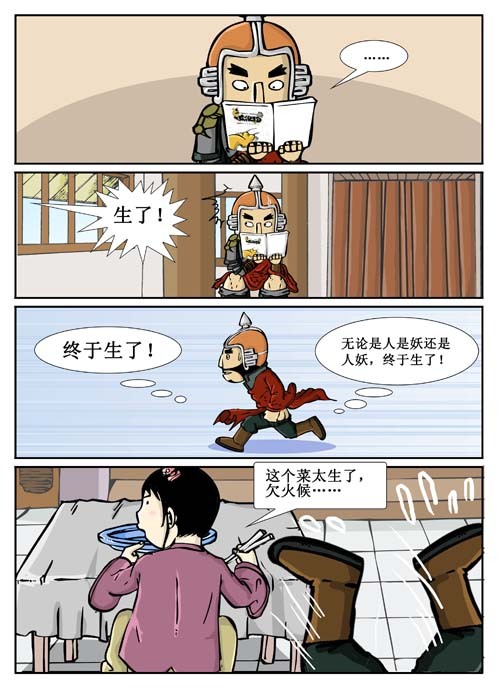 ……
生了！
终于生了！
无论是人是妖还是
人妖，终于生了！
这个菜太生了，
欠火候……